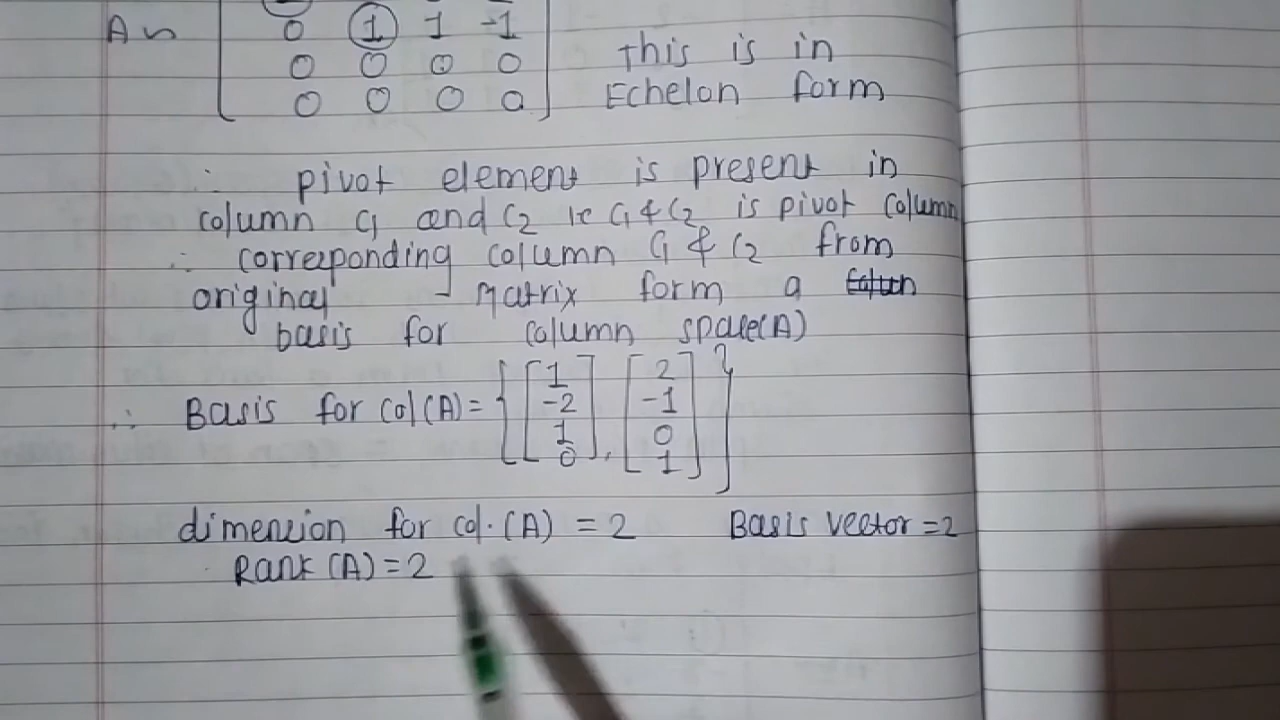 A ~ 0 1 1 -1
0 0 0 0 This is in
0 0 0 0 Echelon form
∴ pivot element is present in
column C1 and C2 ie C1 & C2 is pivot column
∴ corresponding column C1 & C2 from
original matrix form a
basis for column space(A)
∴ Basis for Col(A) = { [1 -2 1 0], [2 -1 0 1] }
dimension for col. (A) = 2 Basis vector = 2
Rank (A) = 2